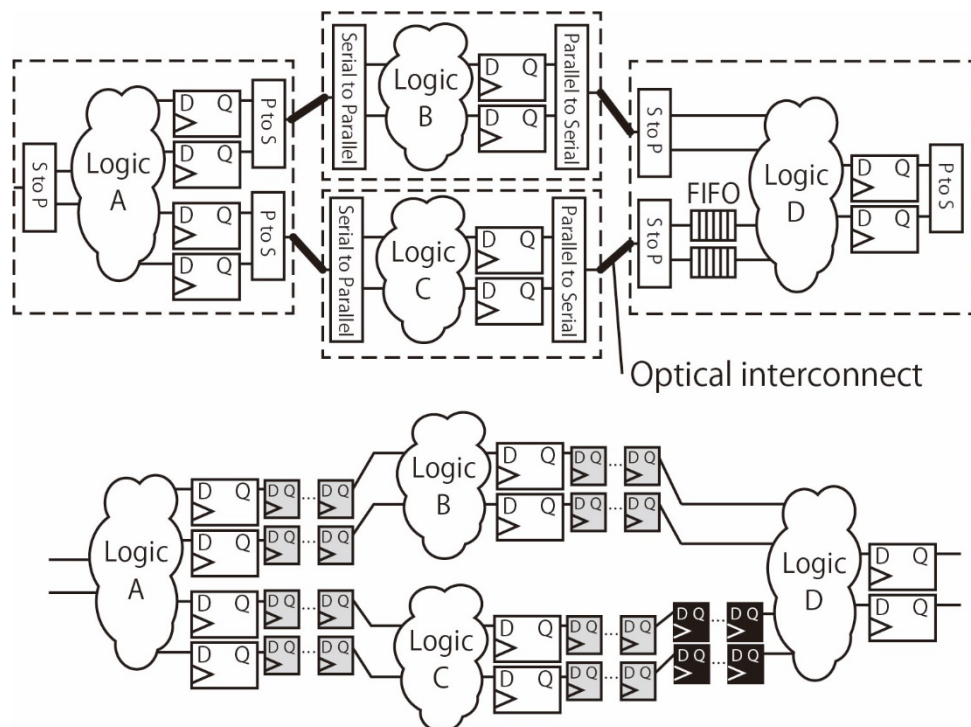 S to P
Logic
A
D Q
D Q
D Q
D Q
P to S
P to S
Serial to Parallel
Logic
B
D Q
D Q
Parallel to Serial
Serial to Parallel
Logic
C
D Q
D Q
Parallel to Serial
S to P
S to P
FIFO
Logic
D
D Q
D Q
P to S
Optical interconnect
Logic
A
D Q D Q ... D Q
D Q D Q ... D Q
D Q D Q ... D Q
D Q D Q ... D Q
Logic
B
D Q D Q ... D Q
D Q D Q ... D Q
Logic
C
D Q D Q ... D Q D Q ... D Q
D Q D Q ... D Q D Q ... D Q
Logic
D
D Q
D Q